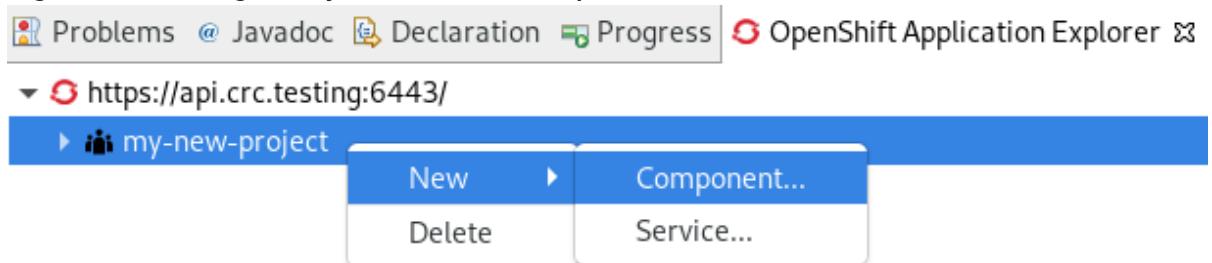 Problems @ Javadoc Declaration Progress OpenShift Application Explorer
https://api.crc.testing:6443/
my-new-project
New Component...
Delete Service...